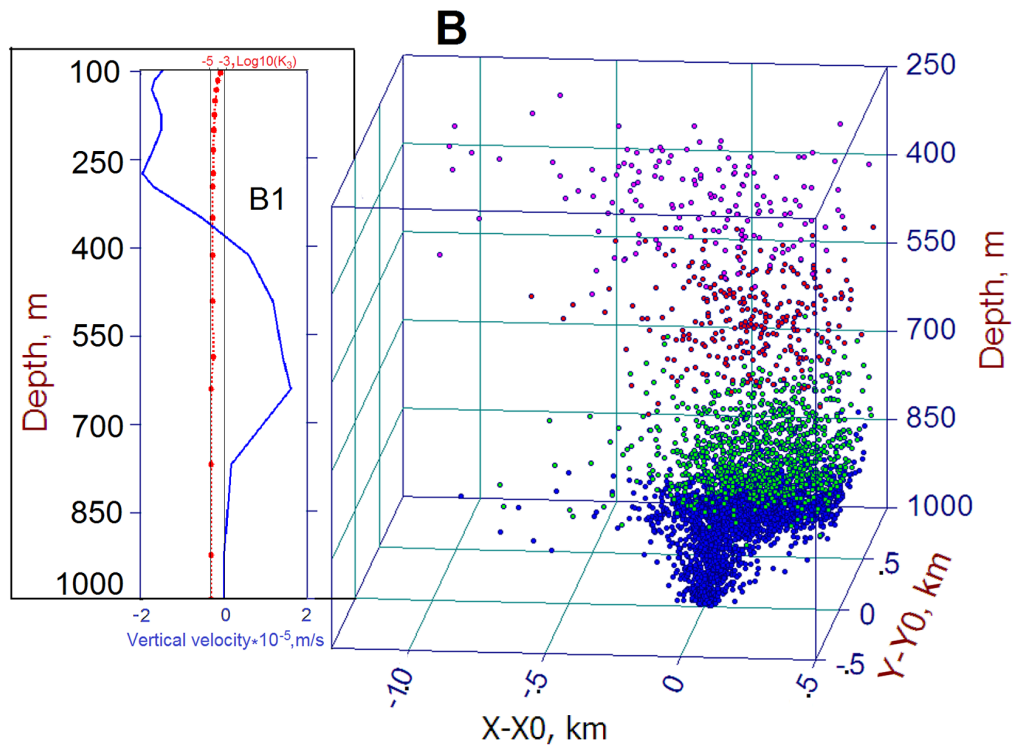 B
-5 -3, Log10(K3)
100
250
400
550
700
850
1000
Depth, m
B1
-2 0 2
Vertical velocity*10-5,m/s
250
400
550
700
850
1000
Depth, m
.5
0
-.5
Y-Y0, km
-1.0
-.5
0
.5
X-X0, km